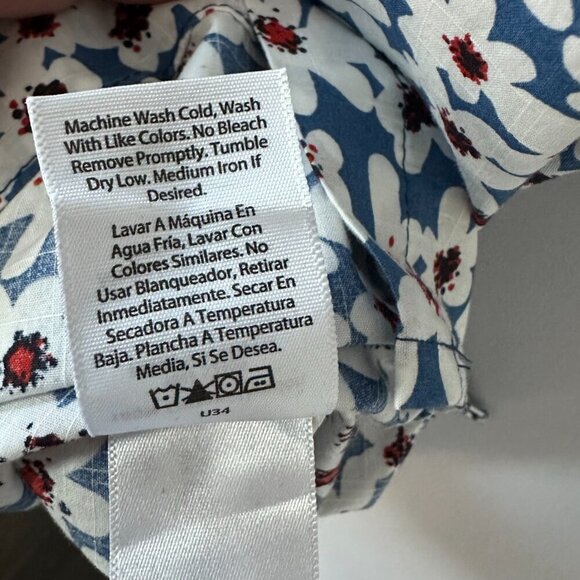 Machine Wash Cold, Wash
With Like Colors. No Bleach
Remove Promptly. Tumble
Dry Low. Medium Iron If
Desired.
Lavar A Máquina En
Agua Fría, Lavar Con
Colores Similares. No
Usar Blanqueador, Retirar
Inmediatamente. Secar En
Secadora A Temperatura
Baja. Plancha A Temperatura
Media, Si Se Desea.
U34